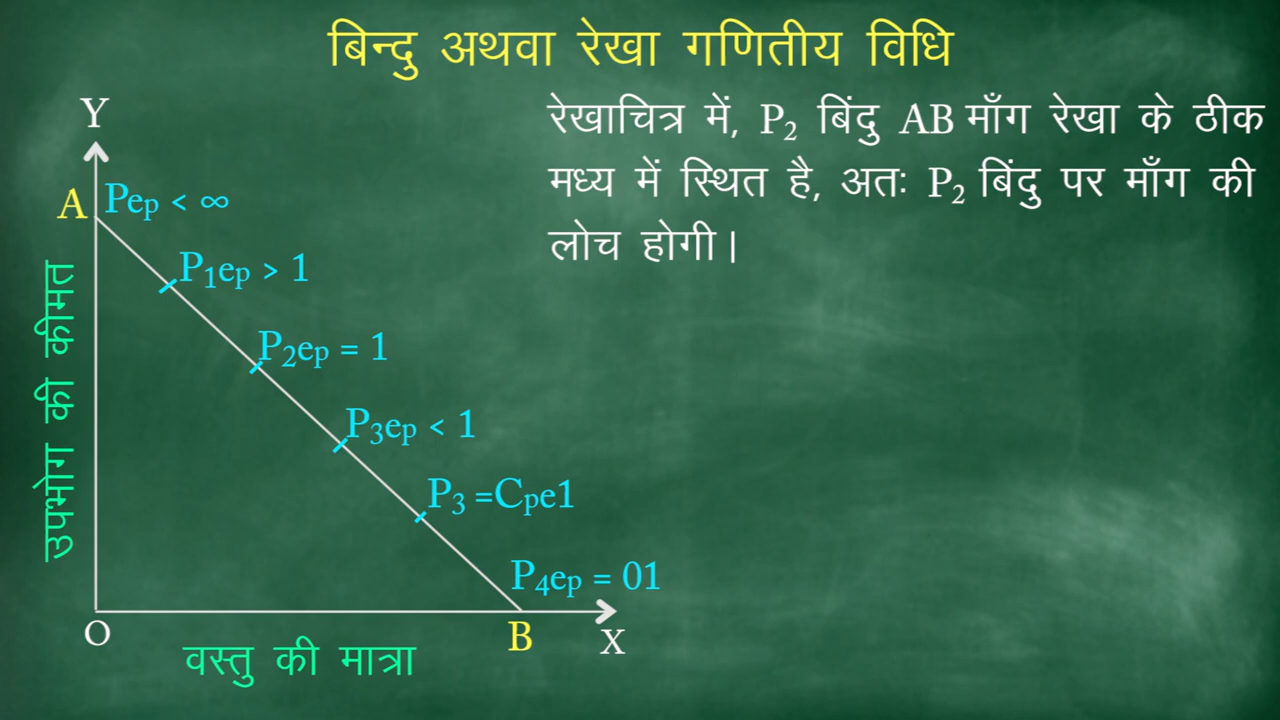 बिन्दु अथवा रेखा गणितीय विधि
रेखाचित्र में, P₂ बिंदु AB माँग रेखा के ठीक
मध्य में स्थित है, अतः P₂ बिंदु पर माँग की
लोच होगी।
Y
A
Pep < ∞
P₁ep > 1
P₂ep = 1
P₃ep < 1
P₃ =Cpe1
P₄ep = 01
उपभोग की कीमत
O
B
X
वस्तु की मात्रा